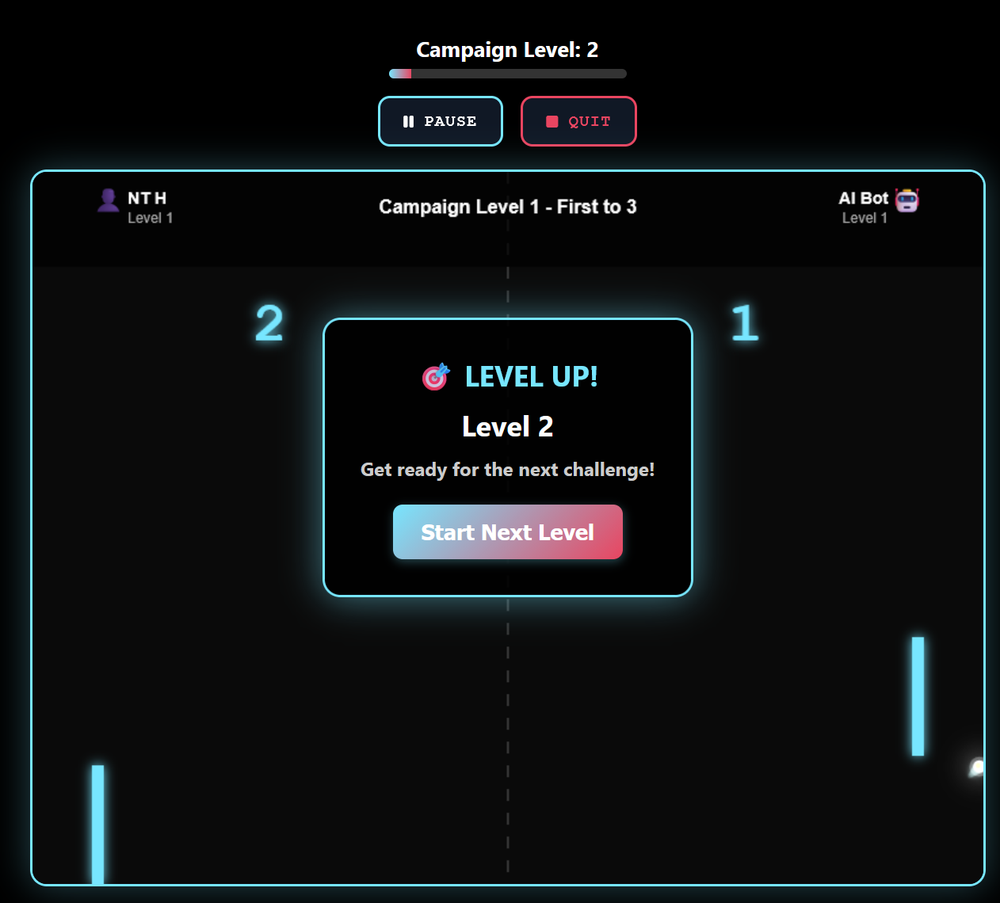 Campaign Level: 2
PAUSE
QUIT
NT H
Level 1
Campaign Level 1 - First to 3
AI Bot
Level 1
2
1
LEVEL UP!
Level 2
Get ready for the next challenge!
Start Next Level